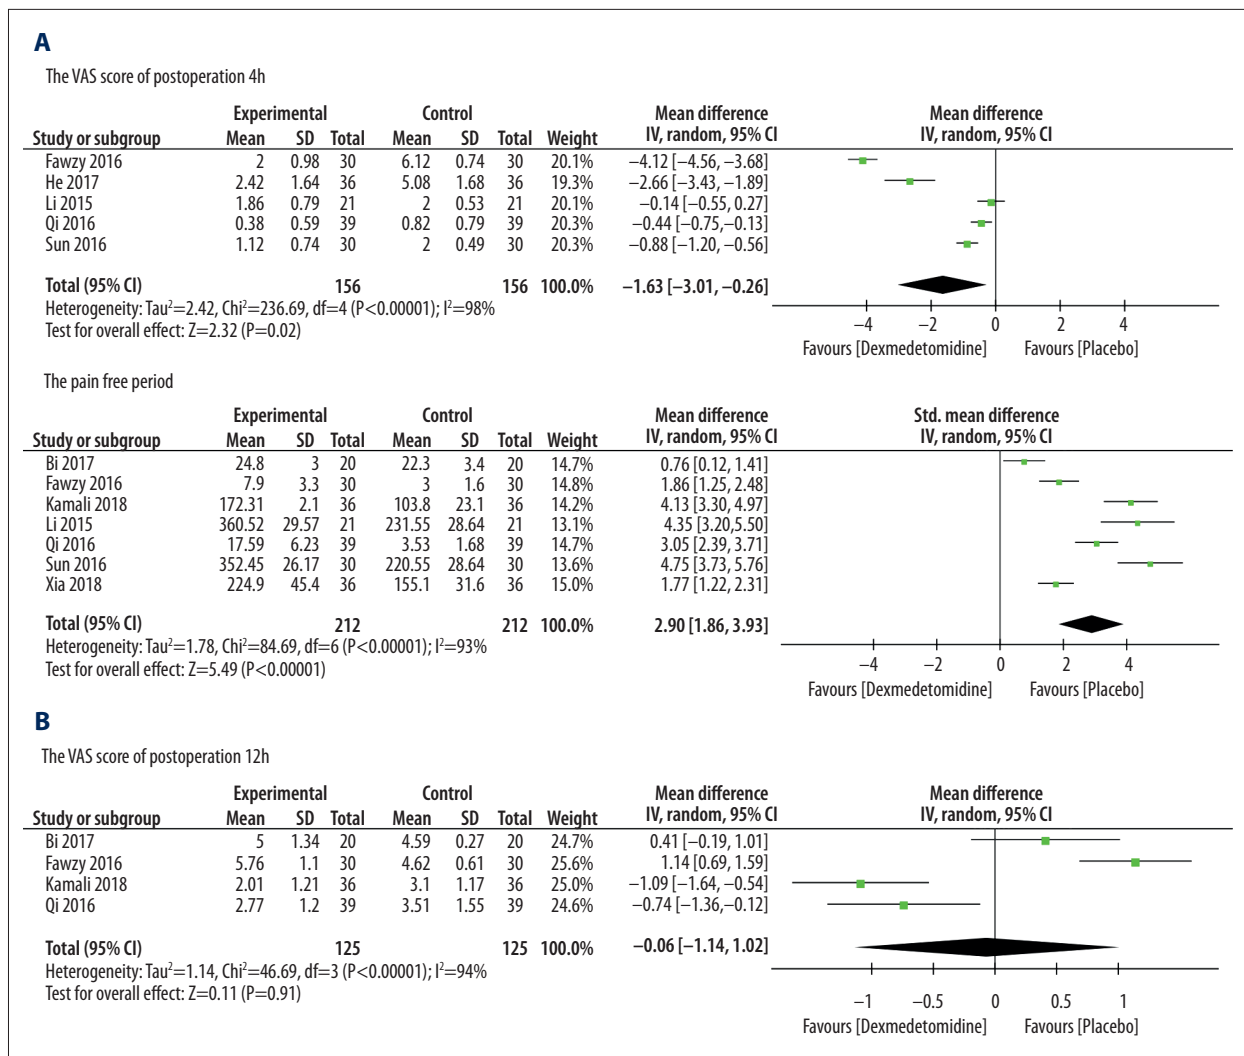 A
The VAS score of postoperation 4h
Experimental Control Mean difference Mean difference
Study or subgroup Mean SD Total Mean SD Total Weight IV, random, 95% CI IV, random, 95% CI
Fawzy 2016 2 0.98 30 6.12 0.74 30 20.1% −4.12 [−4.56, −3.68]
He 2017 2.42 1.64 36 5.08 1.68 36 19.3% −2.66 [−3.43, −1.89]
Li 2015 1.86 0.79 21 2 0.53 21 20.1% −0.14 [−0.55, 0.27]
Qi 2016 0.38 0.59 39 0.82 0.79 39 20.3% −0.44 [−0.75,−0.13]
Sun 2016 1.12 0.74 30 2 0.49 30 20.3% −0.88 [−1.20, −0.56]
Total (95% CI) 156 156 100.0% −1.63 [−3.01, −0.26]
Heterogeneity: Tau²=2.42, Chi²=236.69, df=4 (P<0.00001); I²=98%
Test for overall effect: Z=2.32 (P=0.02)
−4 −2 0 2 4
Favours [Dexmedetomidine] Favours [Placebo]
The pain free period
Experimental Control Mean difference Std. mean difference
Study or subgroup Mean SD Total Mean SD Total Weight IV, random, 95% CI IV, random, 95% CI
Bi 2017 24.8 3 20 22.3 3.4 20 14.7% 0.76 [0.12, 1.41]
Fawzy 2016 7.9 3.3 30 3 1.6 30 14.8% 1.86 [1.25, 2.48]
Kamali 2018 172.31 2.1 36 103.8 23.1 36 14.2% 4.13 [3.30, 4.97]
Li 2015 360.52 29.57 21 231.55 28.64 21 13.1% 4.35 [3.20,5.50]
Qi 2016 17.59 6.23 39 3.53 1.68 39 14.7% 3.05 [2.39, 3.71]
Sun 2016 352.45 26.17 30 220.55 28.64 30 13.6% 4.75 [3.73, 5.76]
Xia 2018 224.9 45.4 36 155.1 31.6 36 15.0% 1.77 [1.22, 2.31]
Total (95% CI) 212 212 100.0% 2.90 [1.86, 3.93]
Heterogeneity: Tau²=1.78, Chi²=84.69, df=6 (P<0.00001); I²=93%
Test for overall effect: Z=5.49 (P<0.00001)
−4 −2 0 2 4
Favours [Dexmedetomidine] Favours [Placebo]
B
The VAS score of postoperation 12h
Experimental Control Mean difference Mean difference
Study or subgroup Mean SD Total Mean SD Total Weight IV, random, 95% CI IV, random, 95% CI
Bi 2017 5 1.34 20 4.59 0.27 20 24.7% 0.41 [−0.19, 1.01]
Fawzy 2016 5.76 1.1 30 4.62 0.61 30 25.6% 1.14 [0.69, 1.59]
Kamali 2018 2.01 1.21 36 3.1 1.17 36 25.0% −1.09 [−1.64, −0.54]
Qi 2016 2.77 1.2 39 3.51 1.55 39 24.6% −0.74 [−1.36,−0.12]
Total (95% CI) 125 125 100.0% −0.06 [−1.14, 1.02]
Heterogeneity: Tau²=1.14, Chi²=46.69, df=3 (P<0.00001); I²=94%
Test for overall effect: Z=0.11 (P=0.91)
−1 −0.5 0 0.5 1
Favours [Dexmedetomidine] Favours [Placebo]